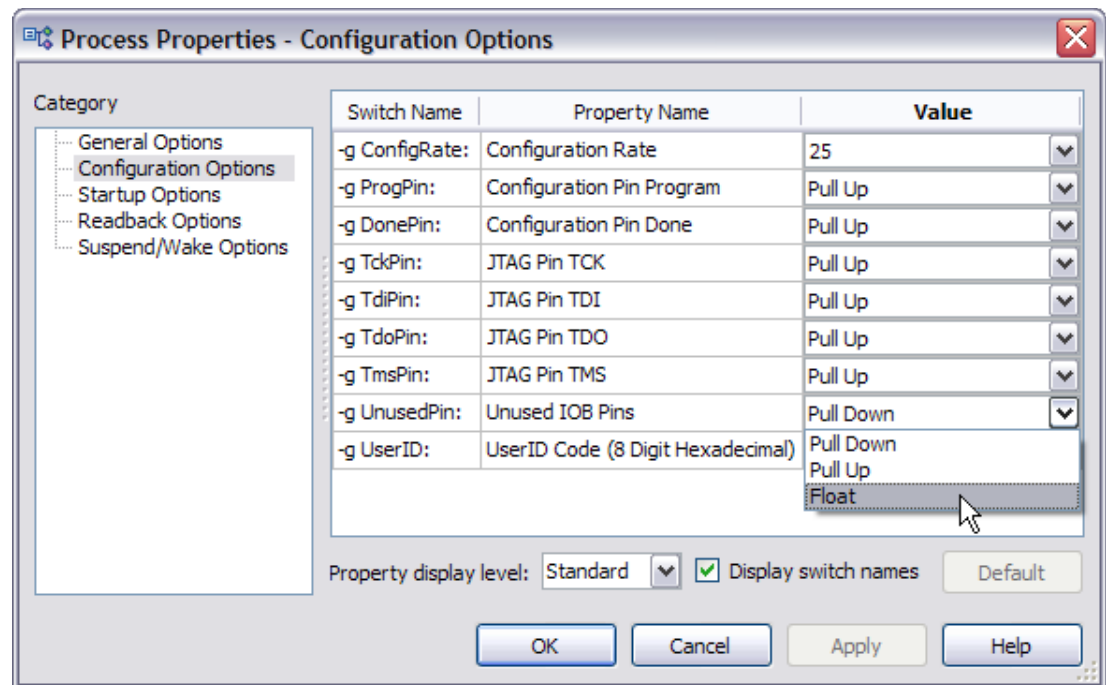 Process Properties - Configuration Options
Category
General Options
Configuration Options
Startup Options
Readback Options
Suspend/Wake Options
Switch Name Property Name Value
-g ConfigRate: Configuration Rate 25
-g ProgPin: Configuration Pin Program Pull Up
-g DonePin: Configuration Pin Done Pull Up
-g TckPin: JTAG Pin TCK Pull Up
-g TdiPin: JTAG Pin TDI Pull Up
-g TdoPin: JTAG Pin TDO Pull Up
-g TmsPin: JTAG Pin TMS Pull Up
-g UnusedPin: Unused IOB Pins Pull Down
-g UserID: UserID Code (8 Digit Hexadecimal)
Pull Down
Pull Up
Float
Property display level: Standard Display switch names Default
OK Cancel Apply Help